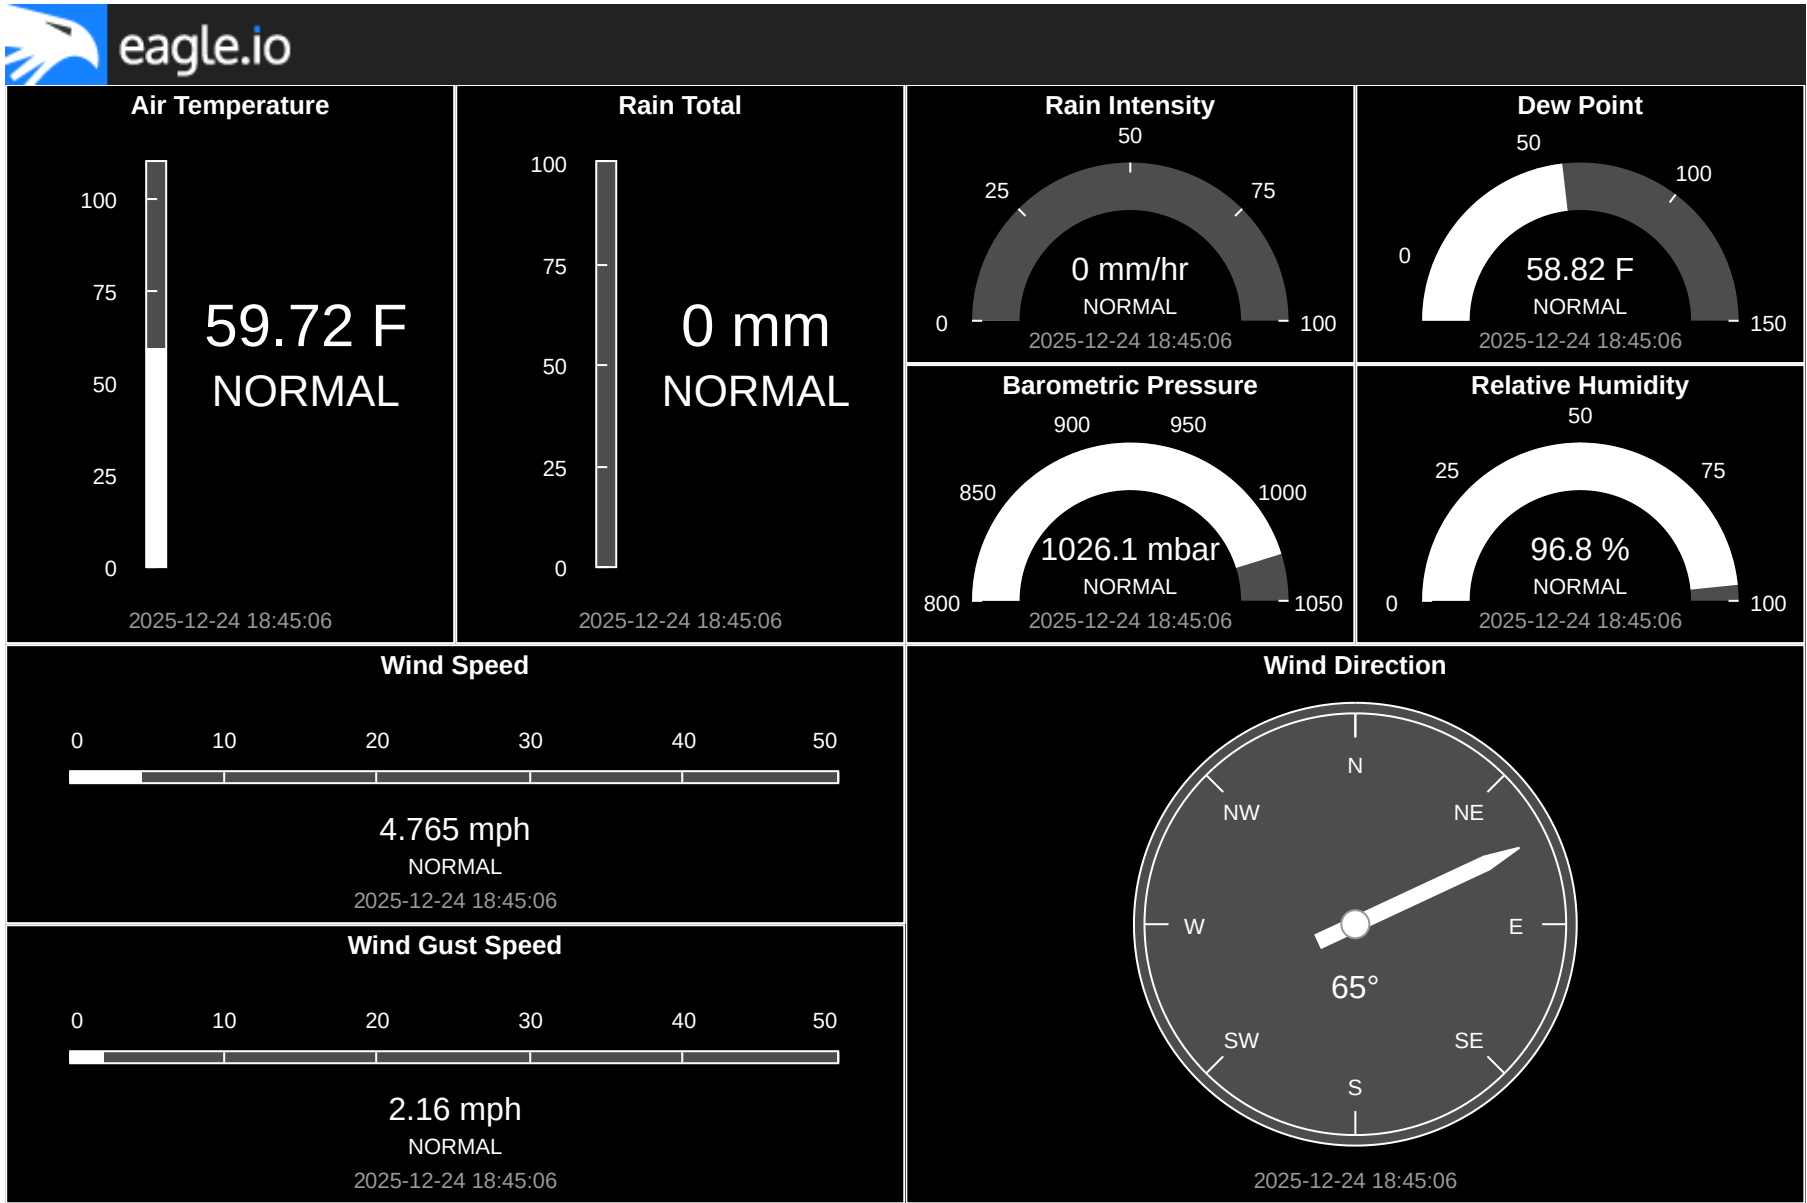 eagle.io
Air Temperature
100
75
50
25
0
59.72 F
NORMAL
2025-12-24 18:45:06
Rain Total
100
75
50
25
0
0 mm
NORMAL
2025-12-24 18:45:06
Rain Intensity
50
25
75
0
100
0 mm/hr
NORMAL
2025-12-24 18:45:06
Dew Point
50
100
0
150
58.82 F
NORMAL
2025-12-24 18:45:06
Barometric Pressure
900
950
850
1000
800
1050
1026.1 mbar
NORMAL
2025-12-24 18:45:06
Relative Humidity
50
25
75
0
100
96.8 %
NORMAL
2025-12-24 18:45:06
Wind Speed
0 10 20 30 40 50
4.765 mph
NORMAL
2025-12-24 18:45:06
Wind Gust Speed
0 10 20 30 40 50
2.16 mph
NORMAL
2025-12-24 18:45:06
Wind Direction
N
NW NE
W E
65°
SW SE
S
2025-12-24 18:45:06